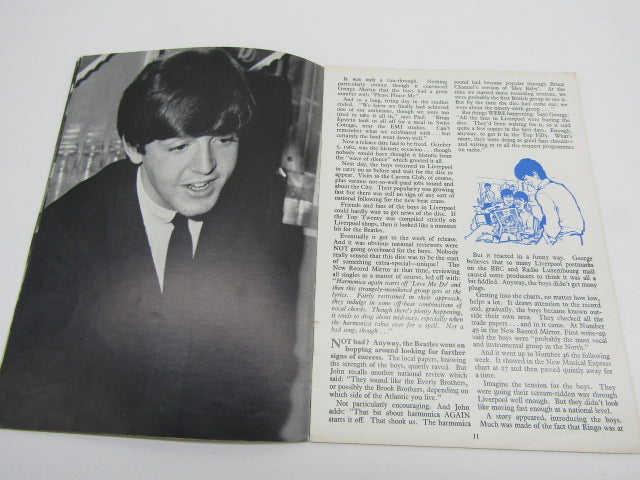 It was only a run-through. Nothing
particularly serious though it convinced
George Martin that the boys had a great
number with "Please Please Me".
And so a long, tiring day in the studios
ended. "We knew we finally had achieved
one of our ambitions, though we were too
tired to take it all in," says Paul. "Brian
Epstein took us all off for a meal in Swiss
Cottage, near the EMI studios. Can't
remember what we celebrated with . . . but
certainly the food went down well."
Now a release date had to be fixed. October
5, 1962, was the historic occasion . . . though
nobody would have thought it historic from
the "wave of silence" which greeted it all.
Next day, the boys returned to Liverpool
to carry on as before and wait for the disc to
appear. Visits to the Cavern Club, of course,
plus various not-so-well-paid jobs round and
about the City. Their popularity was growing
fast but there was still no sign of any sort of
national following for the new beat craze.
Friends and fans of the boys in Liverpool
could hardly wait to get news of the disc. If
the Top Twenty was compiled strictly on
Liverpool shops, then it looked like a monster
hit for the Beatles.
Eventually it got to the week of release.
And it was obvious national reviewers were
NOT going overboard for the boys. Nobody
really sensed that this disc was to be the start
of something extra-special—unique! The
New Record Mirror at that time, reviewing
all singles as a matter of course, led off with:
"Harmonica again starts off 'Love Me Do' and
then this strangely-monikered group gets at the
lyrics. Fairly restrained in their approach,
they indulge in some off-beat combinations of
vocal chords. Though there's plenty happening,
it tends to drag about mid-way, especially when
the harmonica takes over for a spell. Not a
bad song, though . . ."
NOT bad? Anyway, the Beatles went on
hopping around looking for further
signs of success. The local papers, knowing
the strength of the boys, quietly raved. But
John recalls another national review which
said: "They sound like the Everly Brothers,
or possibly the Brook Brothers, depending on
which side of the Atlantic you live."
Not particularly encouraging. And John
adds: "That bit about harmonica AGAIN
starts it off. That shook us. The harmonica
sound had become popular through Bruce
Channel's version of 'Hey Baby'. At the
time we started these recording sessions, we
were probably the first British group to use it.
But by the time the disc had come out, we
were about the ninety-sixth group."
But things WERE happening. Says George:
"All the fans in Liverpool were buying the
disc. They'd been waiting for it, so it sold
quite a few copies in the first days. Enough,
anyway, to get it in the Top Fifty. What's
more, they were doing as good fans should—
and writing in to all the request programmes
on radio."
But it reacted in a funny way. George
believes that so many Liverpool postmarks
on the BBC and Radio Luxembourg mail
caused some producers to think it was all a
bit fiddled. Anyway, the boys didn't get many
plugs.
Getting into the charts, no matter how low,
helps a lot. It draws attention to the record
and, gradually, the boys became known out-
side their own area. They checked all the
trade papers . . . and in it came. At Number
49 in the New Record Mirror. First write-up
said the boys were "probably the most vocal
and instrumental group in the North."
And it went up to Number 46 the following
week. It showed in the New Musical Express
chart at 27 and then passed quietly away for
a time.
Imagine the tension for the boys. They
were going their scream-ridden way through
Liverpool well enough. But they didn't look
like moving fast enough at a national level.
A story appeared, introducing the boys.
Much was made of the fact that Ringo was at
11